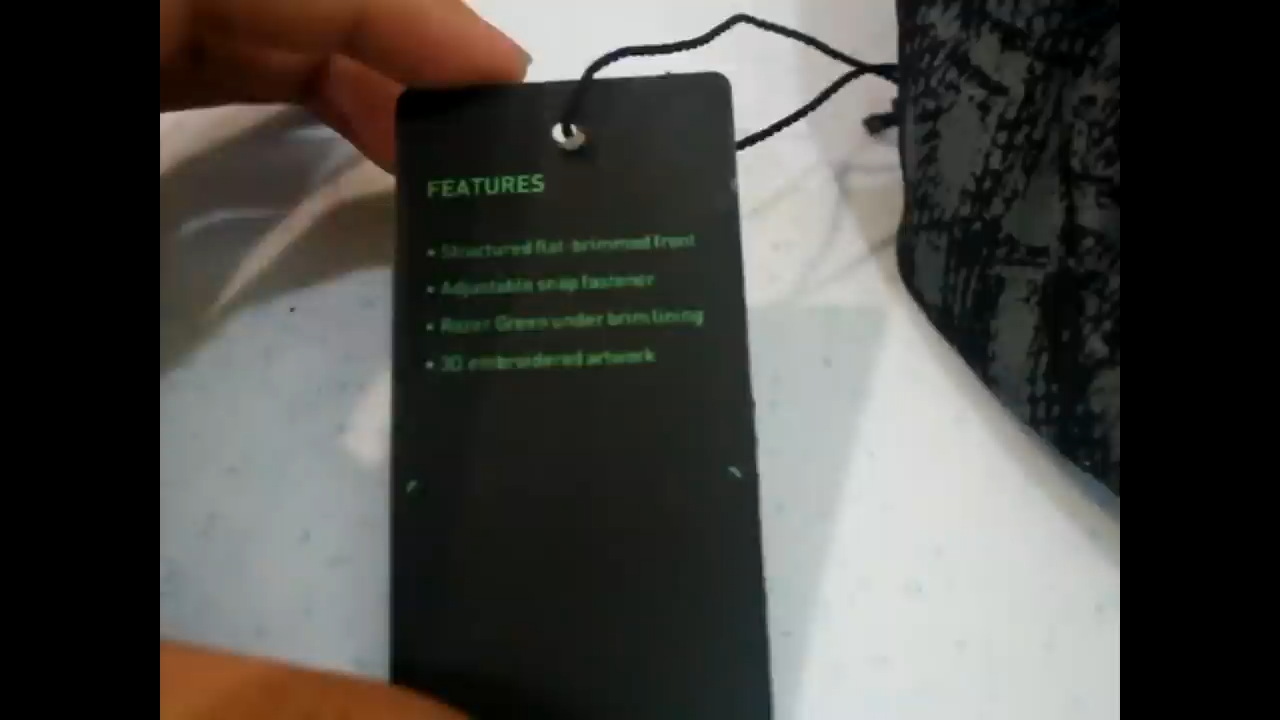 FEATURES
• Structured flat-brimmed front
• Adjustable snap fastener
• Razer Green under brim lining
• 3D embroidered artwork